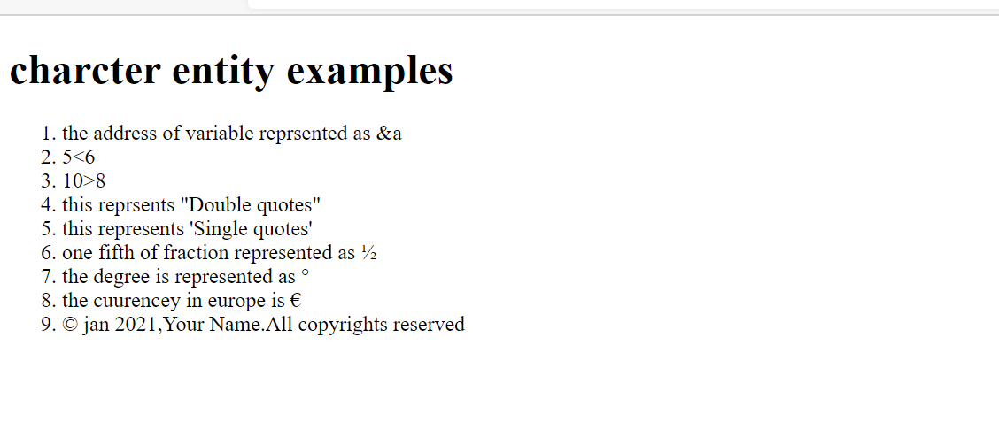 charcter entity examples
1. the address of variable reprsented as &a
2. 5<6
3. 10>8
4. this reprsents "Double quotes"
5. this represents 'Single quotes'
6. one fifth of fraction represented as ½
7. the degree is represented as °
8. the cuurencey in europe is €
9. © jan 2021,Your Name.All copyrights reserved